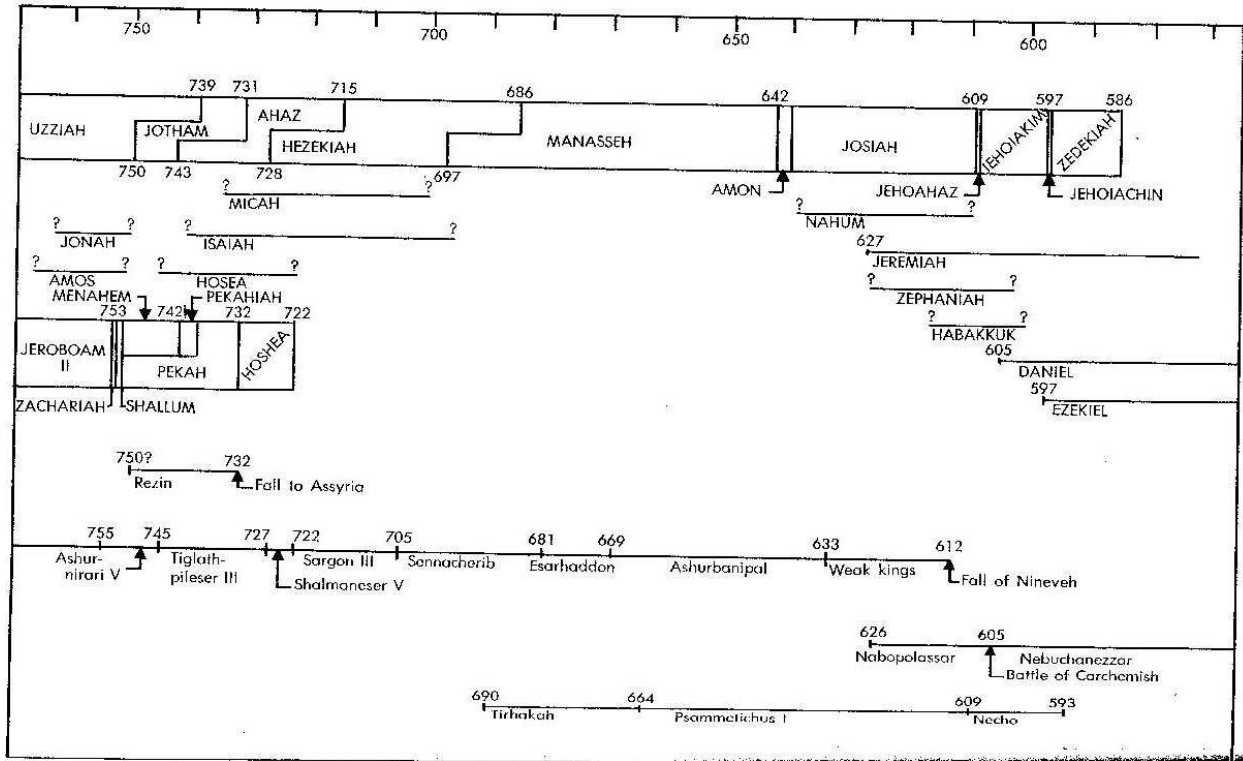 750 700 650 600
739 731 715 686 642 609 597 586
UZZIAH JOTHAM AHAZ HEZEKIAH MANASSEH JOSIAH JEHOIAKIM ZEDEKIAH
750 743 728 697
AMON JEHOAHAZ JEHOIACHIN
? ?
MICAH
? ?
NAHUM
? ?
JONAH
? ?
ISAIAH
627
JEREMIAH
? ?
AMOS
? ?
HOSEA
? ?
ZEPHANIAH
MENAHEM PEKAHIAH
? ?
HABAKKUK
753 742 732 722
JEROBOAM
II
PEKAH
HOSHEA
605
DANIEL
597
EZEKIEL
ZACHARIAH SHALLUM
750? 732
Rezin Fall to Assyria
755 745 727 722 705 681 669 633 612
Ashur-
nirari V
Tiglath-
pileser III
Sargon III
Sennacherib
Esarhaddon
Ashurbanipal
Weak kings
Shalmaneser V
Fall of Nineveh
626 605
Nabopolassar Nebuchanezzar
Battle of Carchemish
690 664 609 593
Tirhakah Psammetichus I Necho